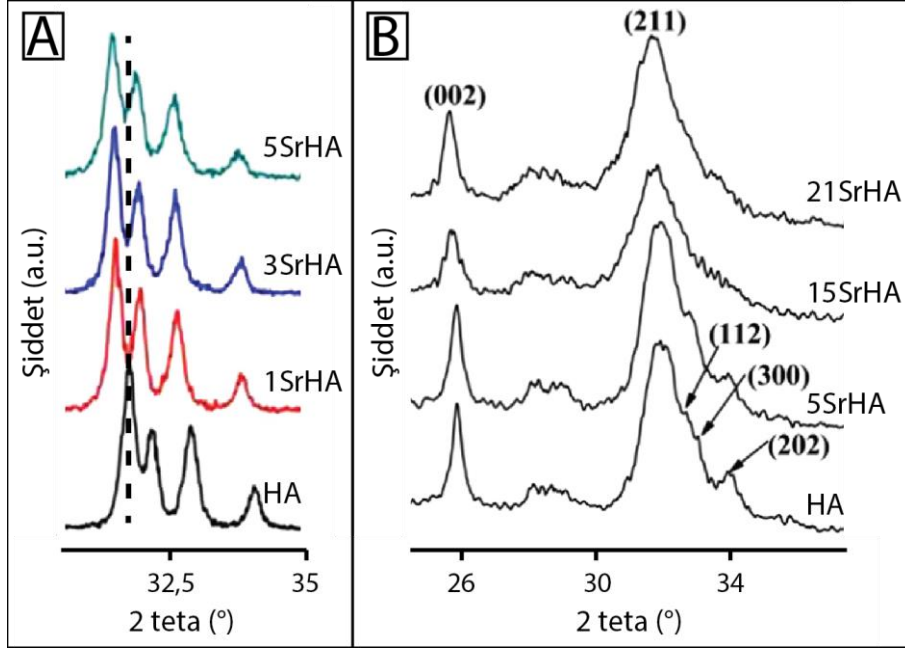 A
5SrHA
3SrHA
1SrHA
HA
Şiddet (a.u.)
32,5
35
2 teta (°)
B
(211)
(002)
21SrHA
15SrHA
(112)
(300)
5SrHA
(202)
HA
Şiddet (a.u.)
26
30
34
2 teta (°)